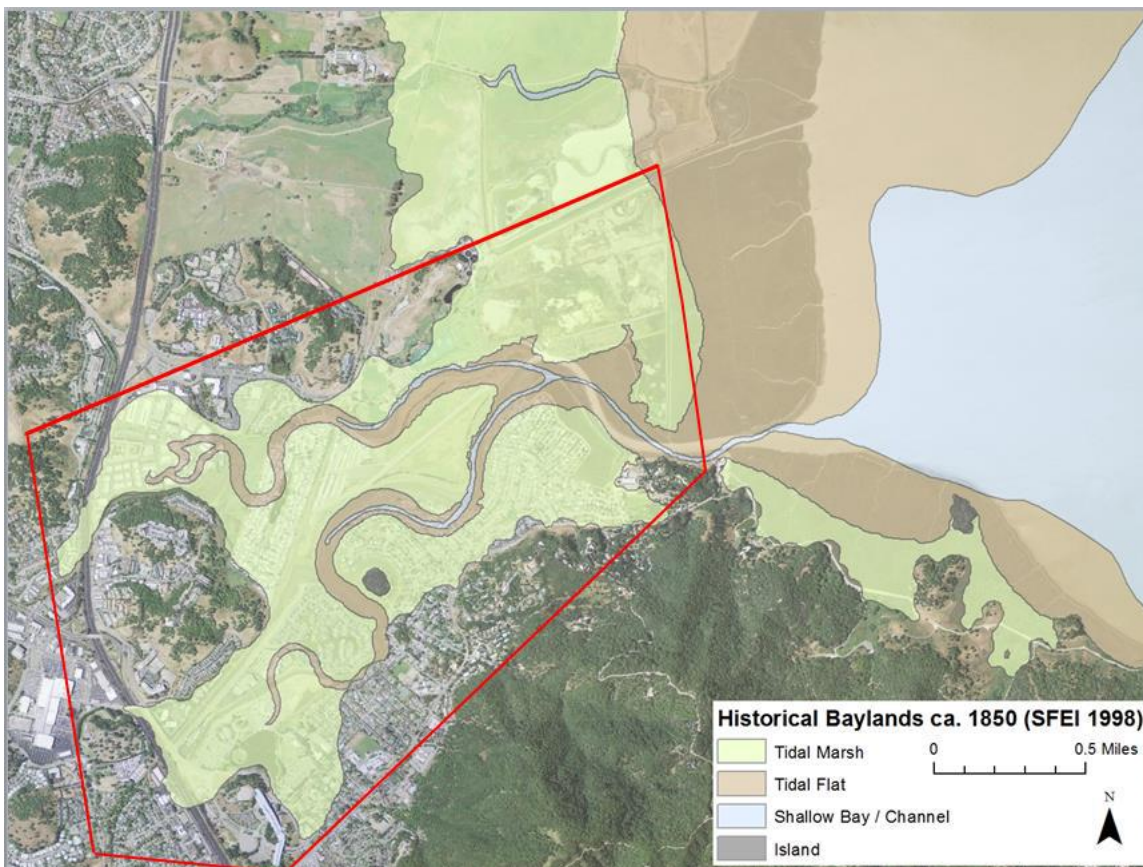 Historical Baylands ca. 1850 (SFEI 1998)
Tidal Marsh
Tidal Flat
Shallow Bay / Channel
Island
0 0.5 Miles
N